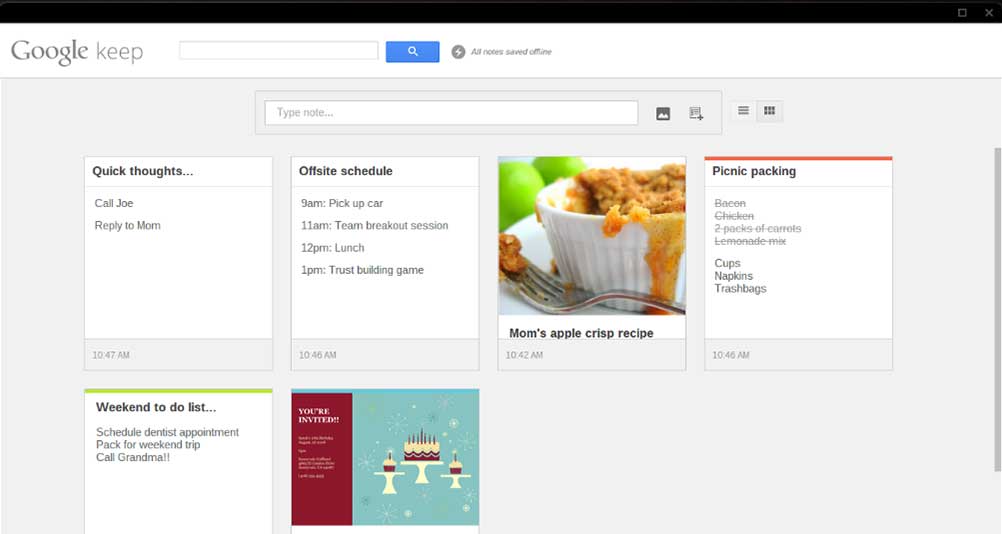 Google keep
All notes saved offline
Type note...
Quick thoughts...
Call Joe
Reply to Mom
10:47 AM
Offsite schedule
9am: Pick up car
11am: Team breakout session
12pm: Lunch
1pm: Trust building game
10:46 AM
Mom's apple crisp recipe
10:42 AM
Picnic packing
Bacon
Chicken
2 packs of carrots
Lemonade mix
Cups
Napkins
Trashbags
10:46 AM
Weekend to do list...
Schedule dentist appointment
Pack for weekend trip
Call Grandma!!
YOU'RE
INVITED!!